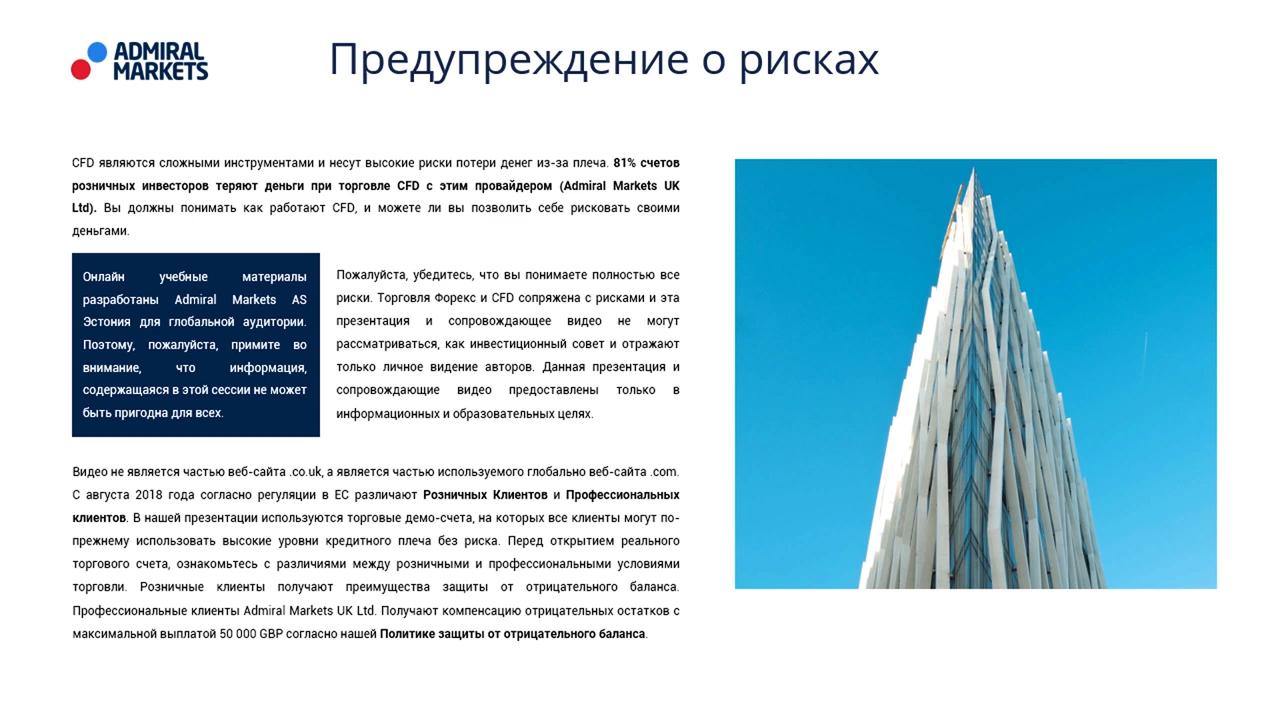 ADMIRAL
MARKETS
Предупреждение о рисках
CFD являются сложными инструментами и несут высокие риски потери денег из-за плеча. 81% счетов
розничных инвесторов теряют деньги при торговле CFD с этим провайдером (Admiral Markets UK
Ltd). Вы должны понимать как работают CFD, и можете ли вы позволить себе рисковать своими
деньгами.
Онлайн учебные материалы
разработаны Admiral Markets AS
Эстония для глобальной аудитории.
Поэтому, пожалуйста, примите во
внимание, что информация,
содержащаяся в этой сессии не может
быть пригодна для всех.
Пожалуйста, убедитесь, что вы понимаете полностью все
риски. Торговля Форекс и CFD сопряжена с рисками и эта
презентация и сопровождающее видео не могут
рассматриваться, как инвестиционный совет и отражают
только личное видение авторов. Данная презентация и
сопровождающие видео предоставлены только в
информационных и образовательных целях.
Видео не является частью веб-сайта .co.uk, а является частью используемого глобально веб-сайта .com.
С августа 2018 года согласно регуляции в ЕС различают Розничных Клиентов и Профессиональных
клиентов. В нашей презентации используются торговые демо-счета, на которых все клиенты могут по-
прежнему использовать высокие уровни кредитного плеча без риска. Перед открытием реального
торгового счета, ознакомьтесь с различиями между розничными и профессиональными условиями
торговли. Розничные клиенты получают преимущества защиты от отрицательного баланса.
Профессиональные клиенты Admiral Markets UK Ltd. Получают компенсацию отрицательных остатков с
максимальной выплатой 50 000 GBP согласно нашей Политике защиты от отрицательного баланса.